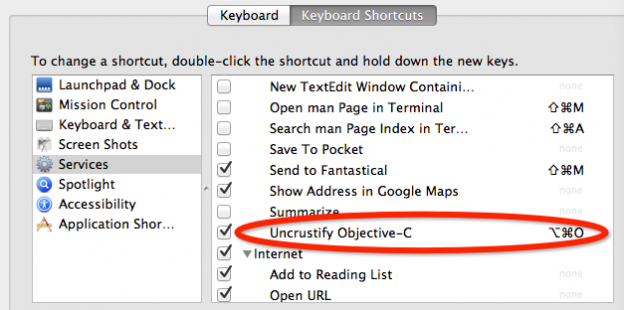 Keyboard Keyboard Shortcuts
To change a shortcut, double-click the shortcut and hold down the new keys.
Launchpad & Dock
Mission Control
Keyboard & Text...
Screen Shots
Services
Spotlight
Accessibility
Application Shor...
New TextEdit Window Containi... none
Open man Page in Terminal ⇧⌘M
Search man Page Index in Ter... ⇧⌘A
Save To Pocket none
Send to Fantastical ⇧⌘M
Show Address in Google Maps none
Summarize none
Uncrustify Objective-C ⌥⌘O
Internet
Add to Reading List none
Open URL none